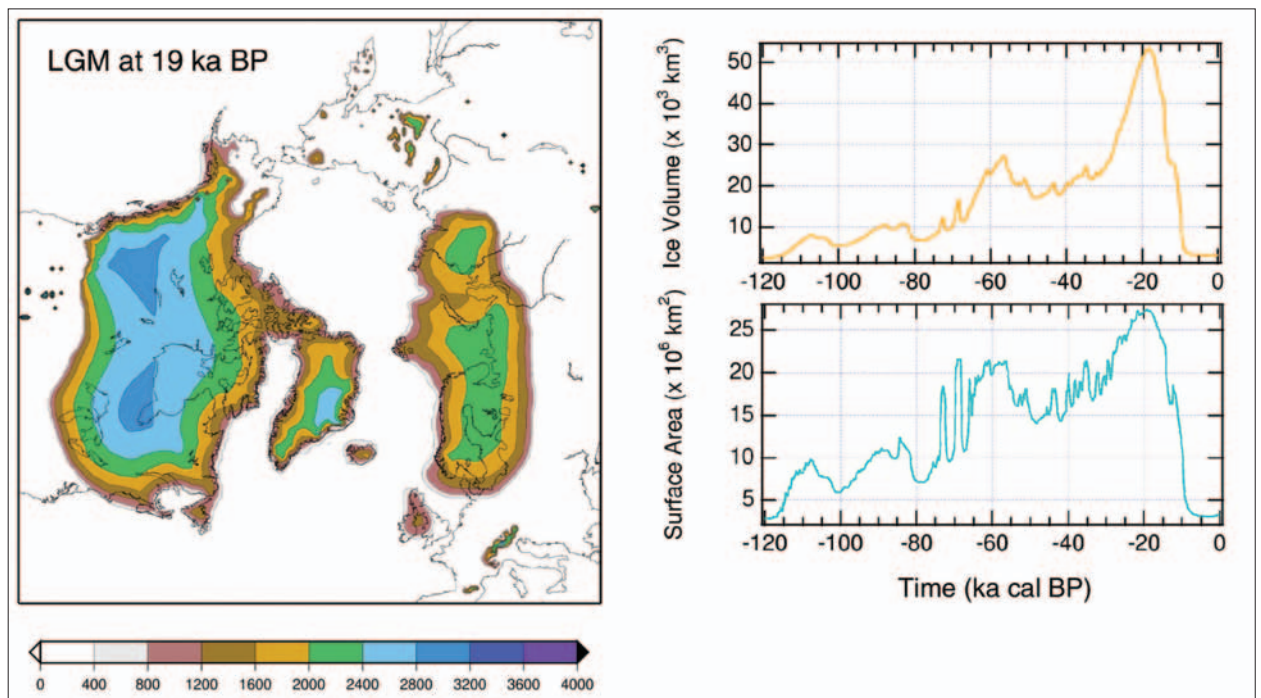 LGM at 19 ka BP
0 400 800 1200 1600 2000 2400 2800 3200 3600 4000
Ice Volume (x 10³ km³)
50
40
30
20
10
-120 -100 -80 -60 -40 -20 0
Surface Area (x 10⁶ km²)
25
20
15
10
5
-120 -100 -80 -60 -40 -20 0
Time (ka cal BP)